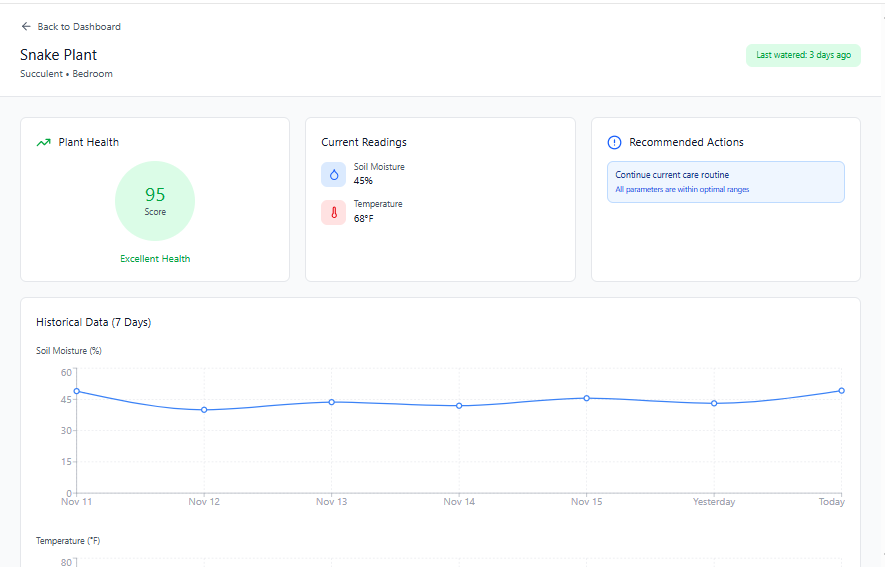 Back to Dashboard
Snake Plant
Succulent • Bedroom
Last watered: 3 days ago
Plant Health
95
Score
Excellent Health
Current Readings
Soil Moisture
45%
Temperature
68°F
Recommended Actions
Continue current care routine
All parameters are within optimal ranges
Historical Data (7 Days)
Soil Moisture (%)
60
45
30
15
0
Nov 11 Nov 12 Nov 13 Nov 14 Nov 15 Yesterday Today
Temperature (°F)
80